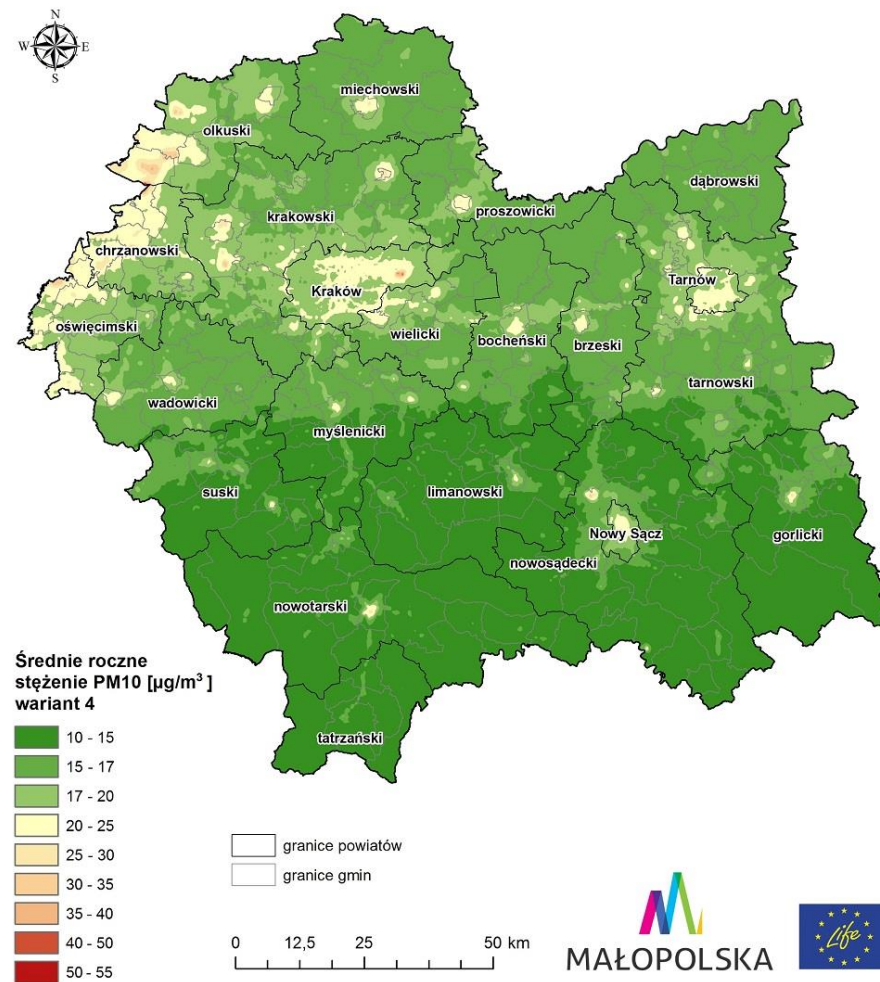 N
W E
S
miechowski
olkuski
dąbrowski
krakowski
proszowicki
chrzanowski
Tarnów
Kraków
oświęcimski
wielicki
bocheński
brzeski
tarnowski
wadowicki
myślenicki
suski
limanowski
Nowy Sącz
gorlicki
nowosądecki
nowotarski
tatrzański
Średnie roczne
stężenie PM10 [µg/m³ ]
wariant 4
10 - 15
15 - 17
17 - 20
20 - 25
25 - 30
30 - 35
35 - 40
40 - 50
50 - 55
granice powiatów
granice gmin
0 12,5 25 50 km
MAŁOPOLSKA
Life